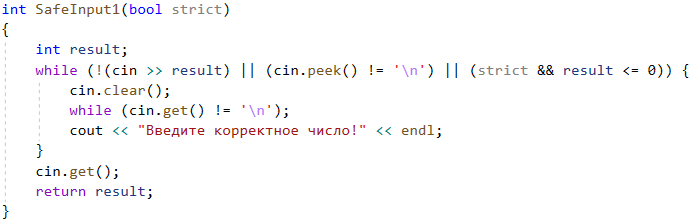 int SafeInput1(bool strict)
{
    int result;
    while (!(cin >> result) || (cin.peek() != '\n') || (strict && result <= 0)) {
        cin.clear();
        while (cin.get() != '\n');
        cout << "Введите корректное число!" << endl;
    }
    cin.get();
    return result;
}